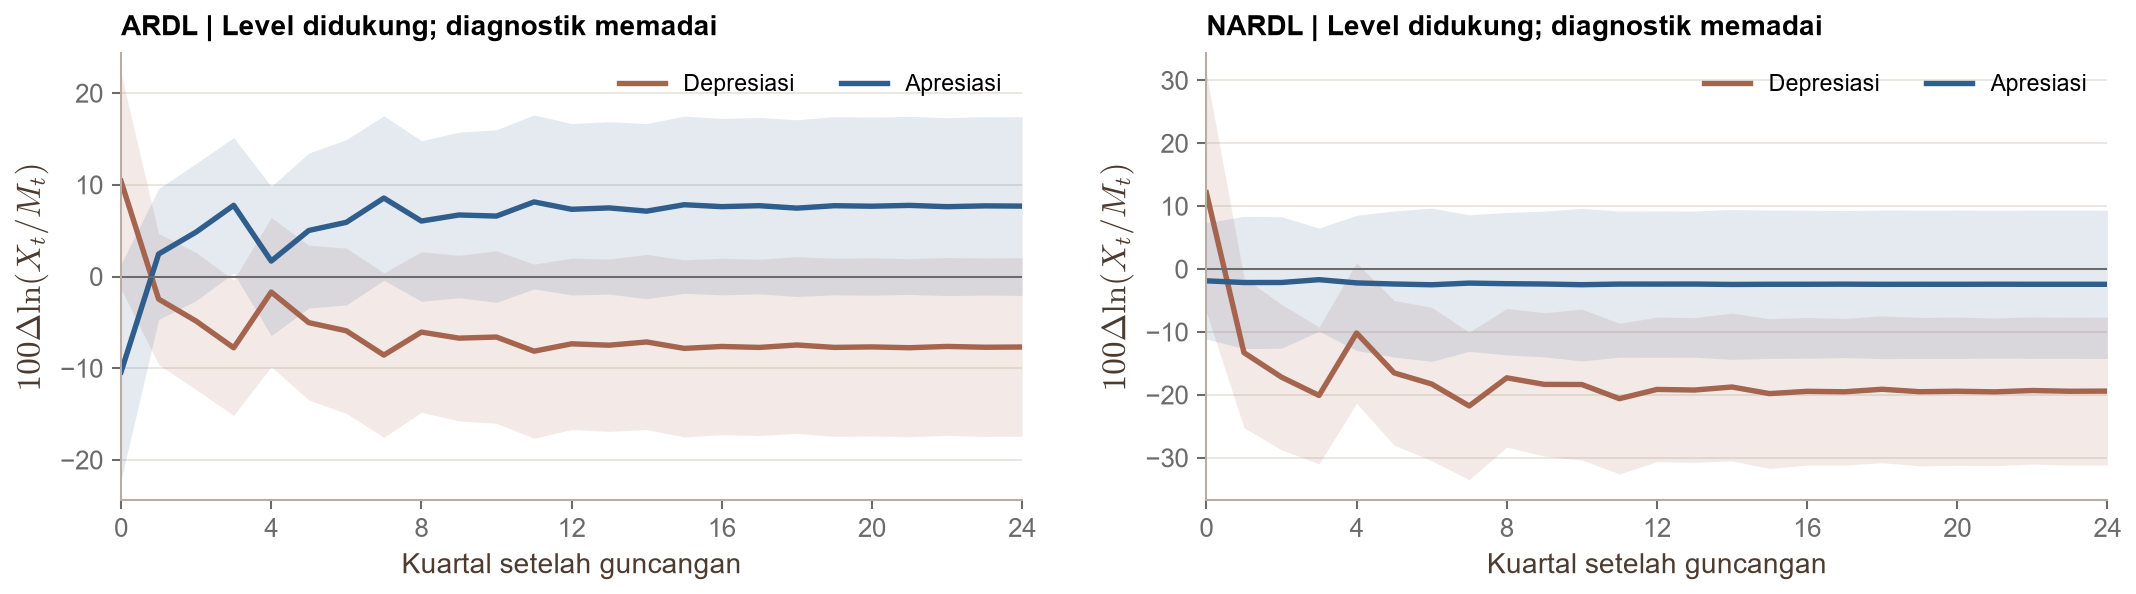 ARDL | Level didukung; diagnostik memadai
Depresiasi
Apresiasi
100Δln(X_t/M_t)
20
10
0
−10
−20
0
4
8
12
16
20
24
Kuartal setelah guncangan
NARDL | Level didukung; diagnostik memadai
Depresiasi
Apresiasi
100Δln(X_t/M_t)
30
20
10
0
−10
−20
−30
0
4
8
12
16
20
24
Kuartal setelah guncangan